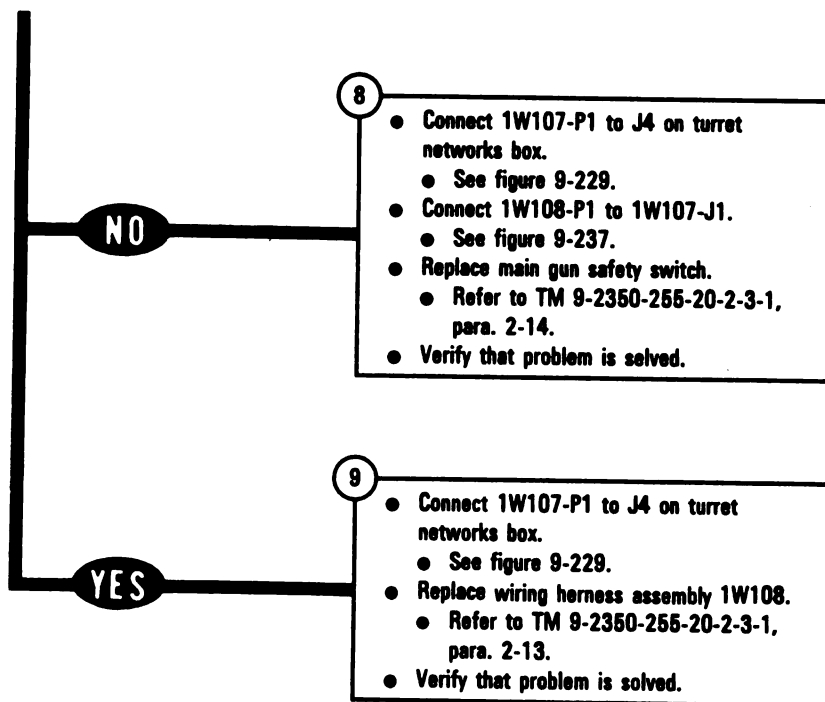 8
● Connect 1W107-P1 to J4 on turret
networks box.
● See figure 9-229.
● Connect 1W108-P1 to 1W107-J1.
● See figure 9-237.
NO
● Replace main gun safety switch.
● Refer to TM 9-2350-255-20-2-3-1,
para. 2-14.
● Verify that problem is selved.
9
● Connect 1W107-P1 to J4 on turret
networks box.
● See figure 9-229.
YES
● Replace wiring herness assembly 1W108.
● Refer to TM 9-2350-255-20-2-3-1,
para. 2-13.
● Verify that problem is solved.